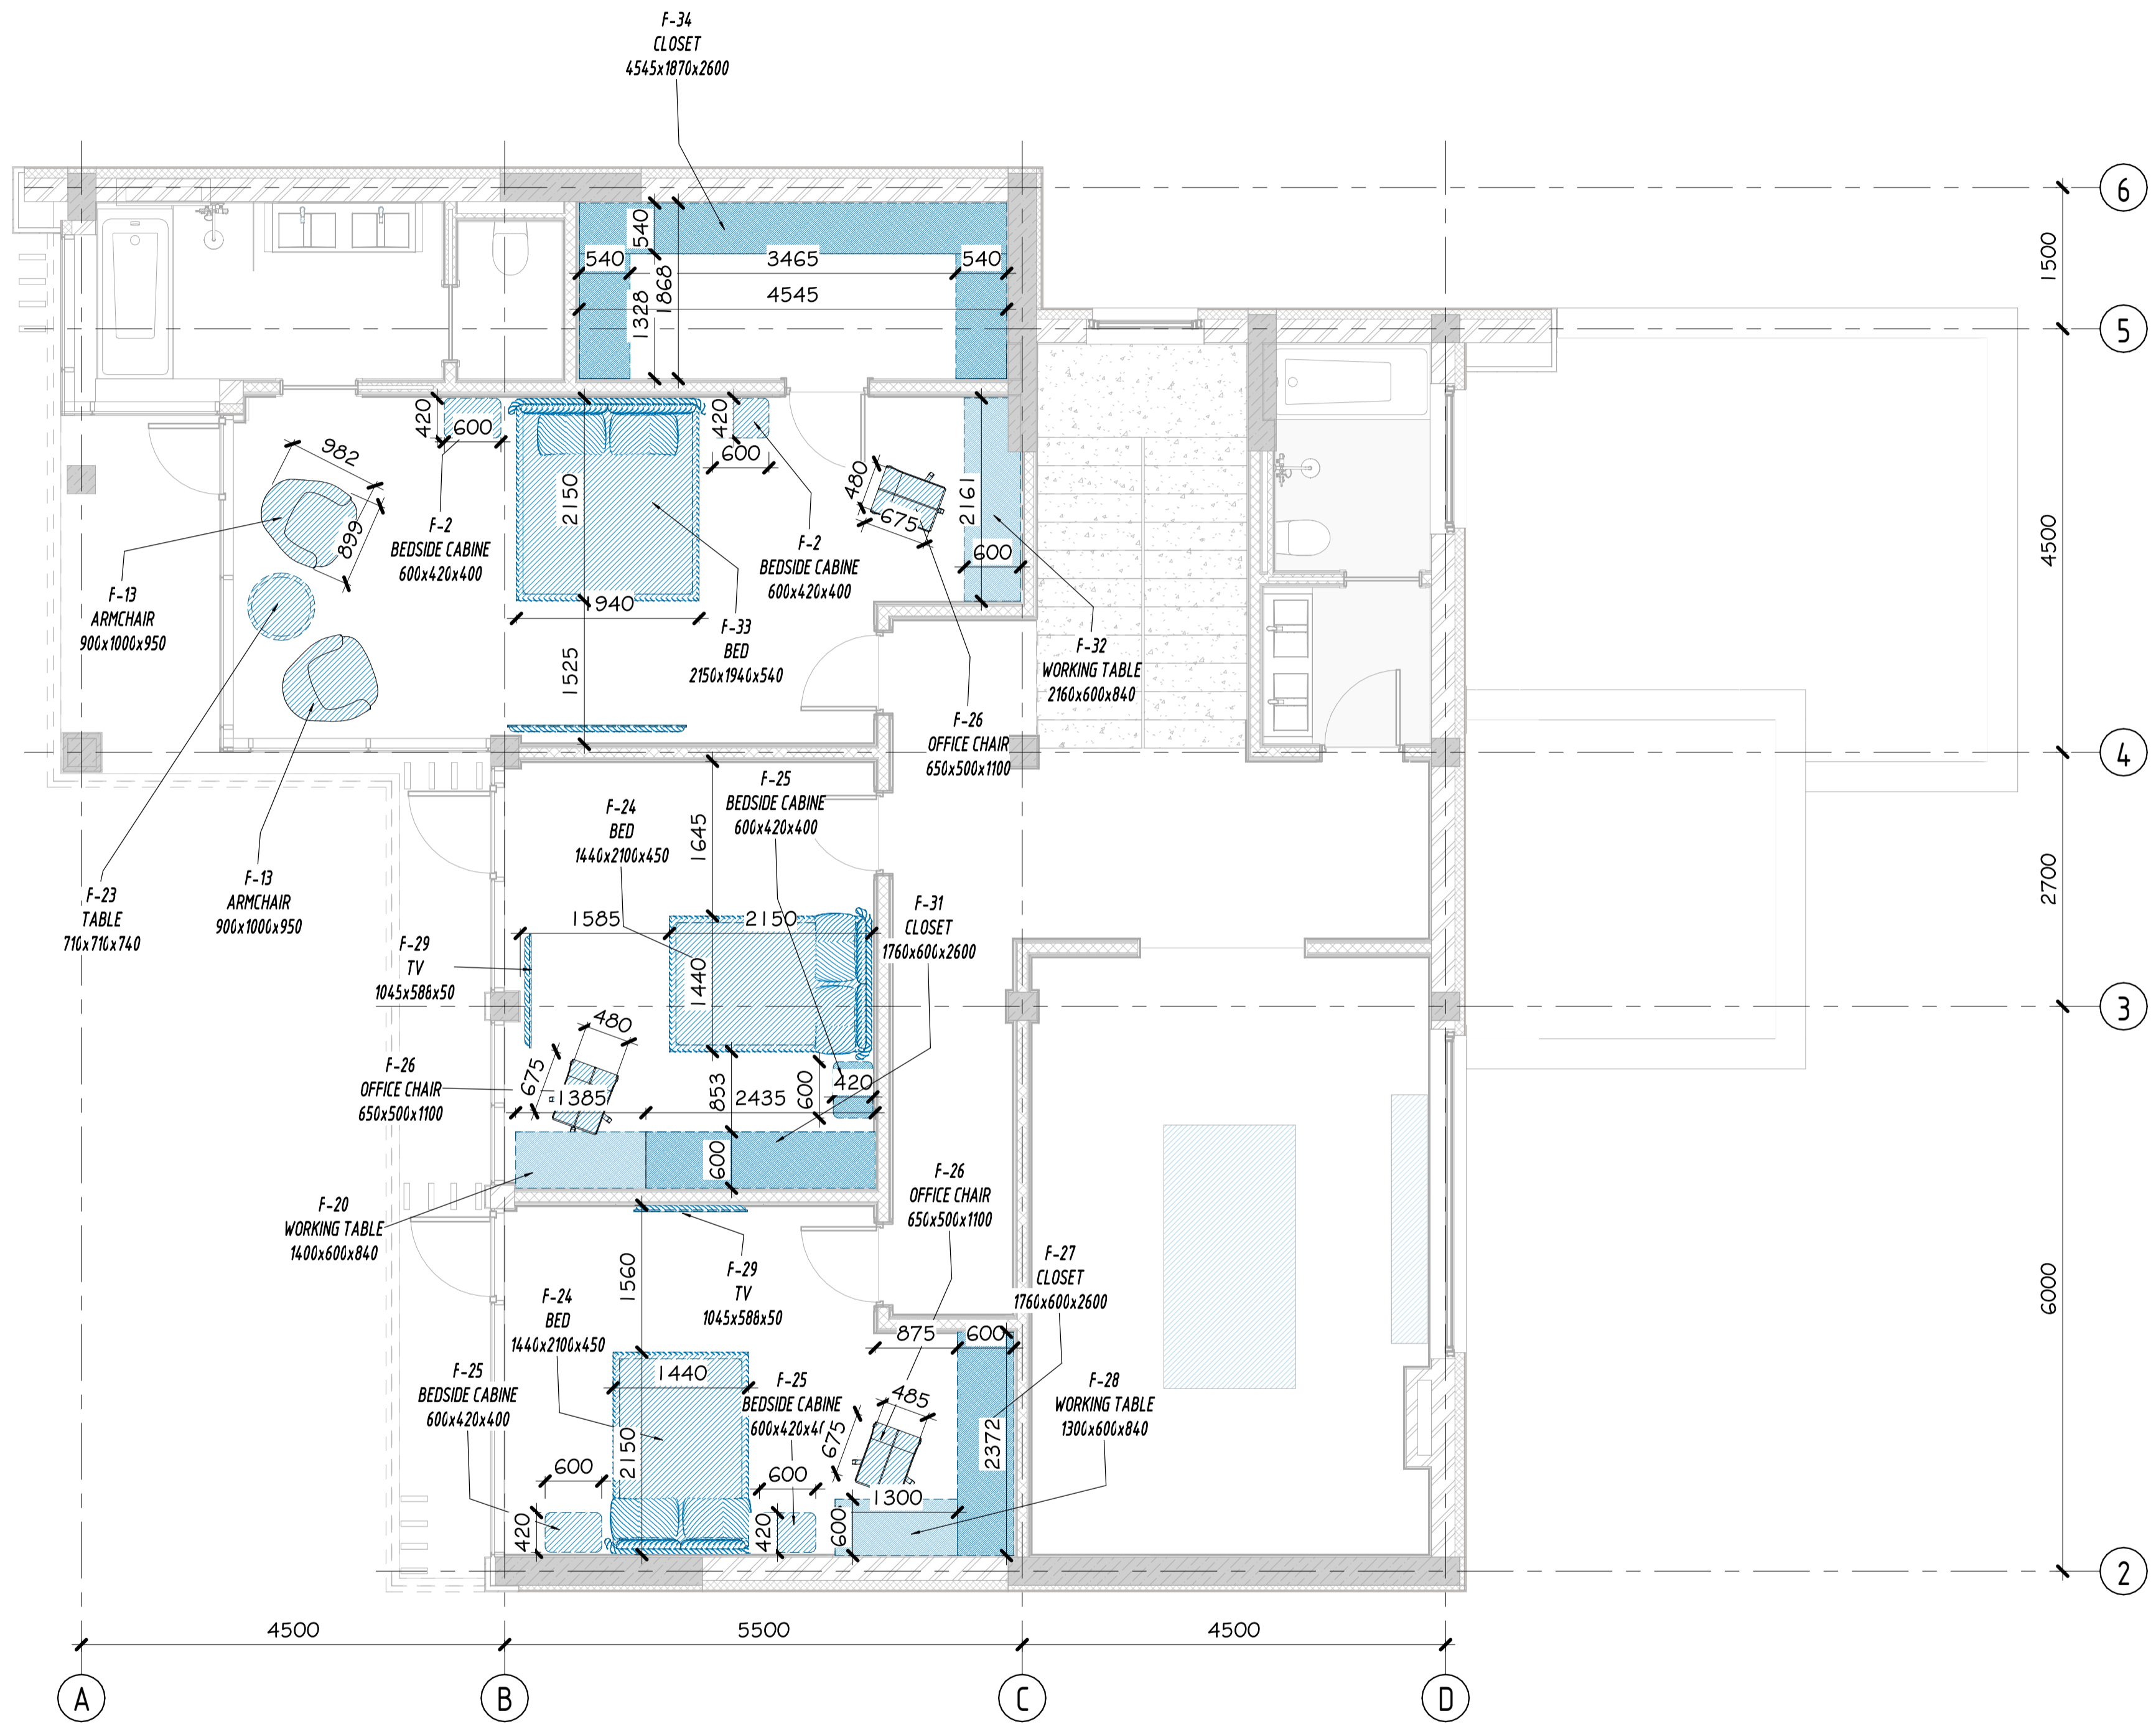 F-34
CLOSET
4545x1870x2600
6
1500
5
4500
4
2700
3
6000
2
540
540
3465
540
1868
4545
1328
420
600
420
600
982
899
2150
1940
1525
480
675
2161
600
F-2
BEDSIDE CABINE
600x420x400
F-2
BEDSIDE CABINE
600x420x400
F-13
ARMCHAIR
900x1000x950
F-33
BED
2150x1940x540
F-32
WORKING TABLE
2160x600x840
F-26
OFFICE CHAIR
650x500x1100
F-23
TABLE
710x710x740
F-13
ARMCHAIR
900x1000x950
F-24
BED
1440x2100x450
F-25
BEDSIDE CABINE
600x420x400
1645
F-31
CLOSET
1760x600x2600
1585
2150
F-29
TV
1045x588x50
1440
480
675
1385
853
2435
600
420
600
F-26
OFFICE CHAIR
650x500x1100
F-20
WORKING TABLE
1400x600x840
F-26
OFFICE CHAIR
650x500x1100
1560
F-29
TV
1045x588x50
F-27
CLOSET
1760x600x2600
F-24
BED
1440x2100x450
875
600
F-25
BEDSIDE CABINE
600x420x400
1440
F-25
BEDSIDE CABINE
F-28
WORKING TABLE
1300x600x840
485
675
2372
2150
600
600
1300
420
420
600
4500
5500
4500
A
B
C
D